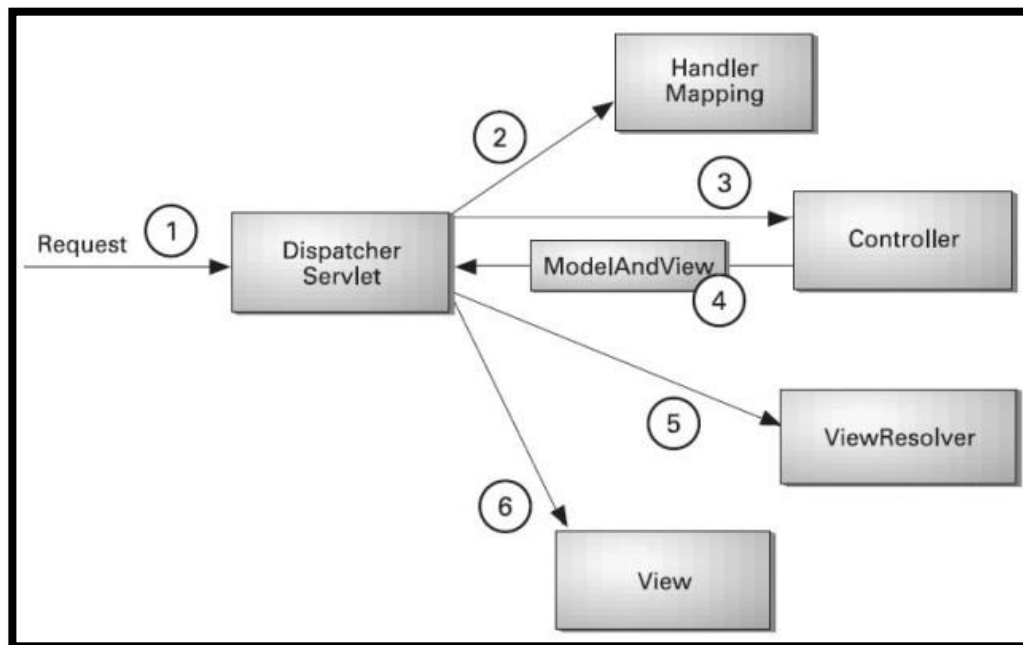 Handler
Mapping
2
3
1
Request
Dispatcher
Servlet
Controller
ModelAndView
4
5
ViewResolver
6
View